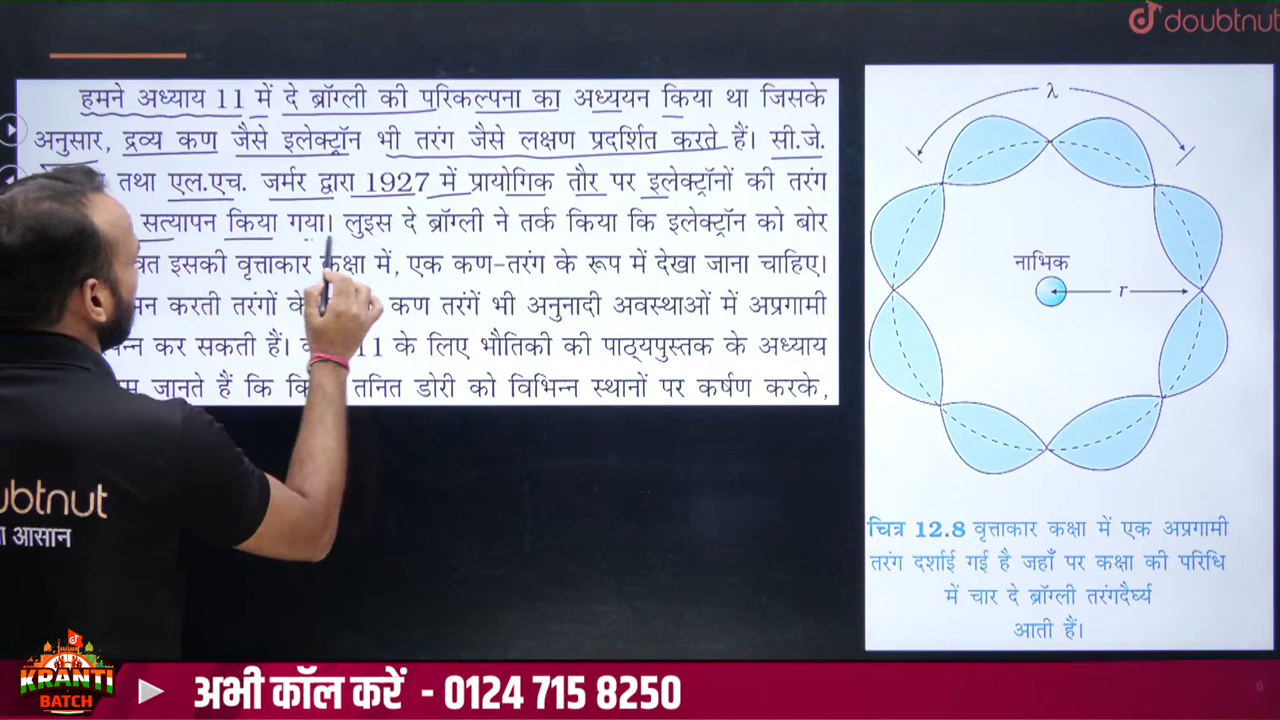 doubtnut
हमने अध्याय 11 में दे ब्रॉग्ली की परिकल्पना का अध्ययन किया था जिसके
अनुसार, द्रव्य कण जैसे इलेक्ट्रॉन भी तरंग जैसे लक्षण प्रदर्शित करते हैं। सी.जे.
तथा एल.एच. जर्मर द्वारा 1927 में प्रायोगिक तौर पर इलेक्ट्रॉनों की तरंग
सत्यापन किया गया। लुइस दे ब्रॉग्ली ने तर्क किया कि इलेक्ट्रॉन को बोर
इसकी वृत्ताकार कक्षा में, एक कण-तरंग के रूप में देखा जाना चाहिए।
करती तरंगों कण तरंगें भी अनुनादी अवस्थाओं में अप्रगामी
कर सकती हैं। 11 के लिए भौतिकी की पाठ्यपुस्तक के अध्याय
जानते हैं कि तनित डोरी को विभिन्न स्थानों पर कर्षण करके,
λ
नाभिक
r
चित्र 12.8 वृत्ताकार कक्षा में एक अप्रगामी
तरंग दर्शाई गई है जहाँ पर कक्षा की परिधि
में चार दे ब्रॉग्ली तरंगदैर्घ्य
आती हैं।
ubtnut
आसान
KRANTI
BATCH
अभी कॉल करें - 0124 715 8250
6